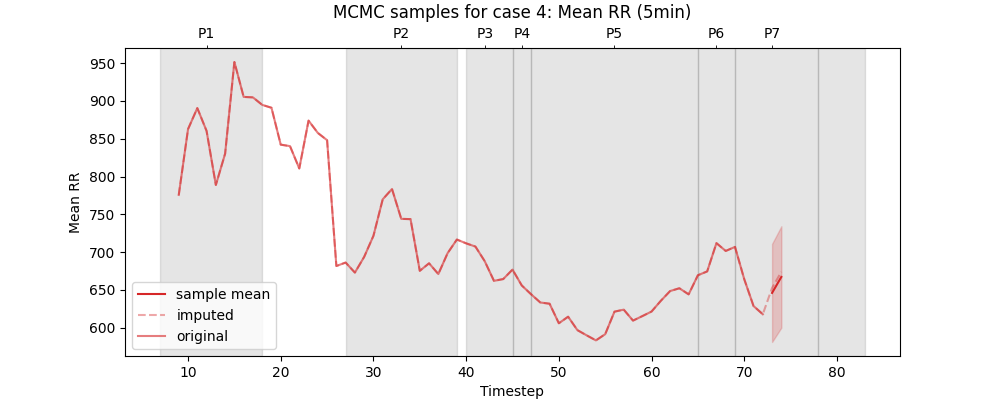 MCMC samples for case 4: Mean RR (5min)
P1 P2 P3 P4 P5 P6 P7
950
900
850
800
750
700
650
600
Mean RR
sample mean
imputed
original
10 20 30 40 50 60 70 80
Timestep